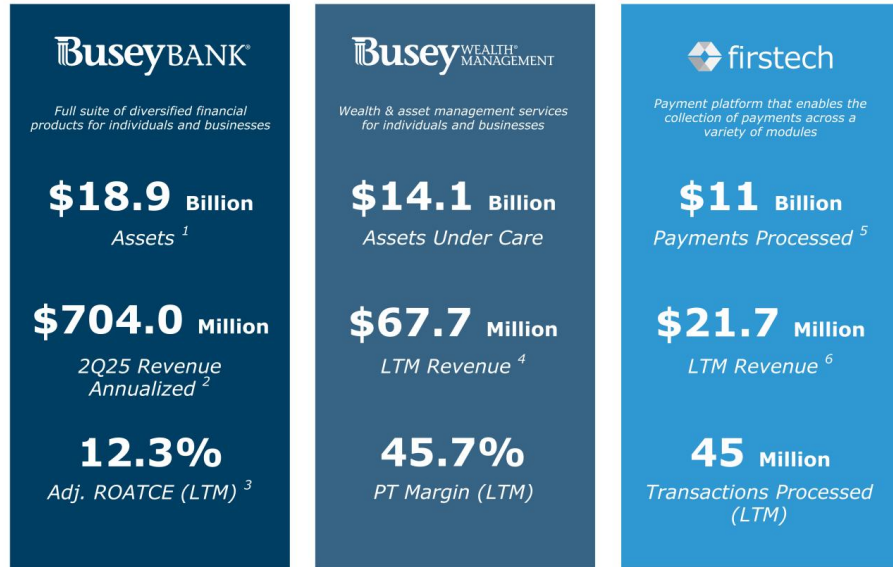 Busey BANK®
Full suite of diversified financial
products for individuals and businesses
$18.9 Billion
Assets 1
$704.0 Million
2Q25 Revenue
Annualized 2
12.3%
Adj. ROATCE (LTM) 3
Busey WEALTH®
MANAGEMENT
Wealth & asset management services
for individuals and businesses
$14.1 Billion
Assets Under Care
$67.7 Million
LTM Revenue 4
45.7%
PT Margin (LTM)
firstech
Payment platform that enables the
collection of payments across a
variety of modules
$11 Billion
Payments Processed 5
$21.7 Million
LTM Revenue 6
45 Million
Transactions Processed
(LTM)